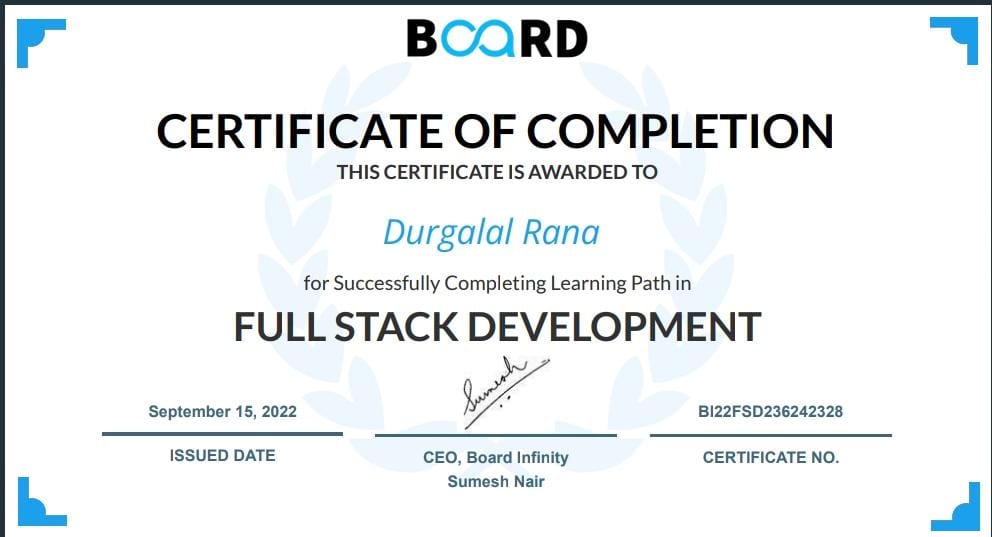 BOARD
CERTIFICATE OF COMPLETION
THIS CERTIFICATE IS AWARDED TO
Durgalal Rana
for Successfully Completing Learning Path in
FULL STACK DEVELOPMENT
Sumesh
September 15, 2022
BI22FSD236242328
ISSUED DATE
CEO, Board Infinity
CERTIFICATE NO.
Sumesh Nair